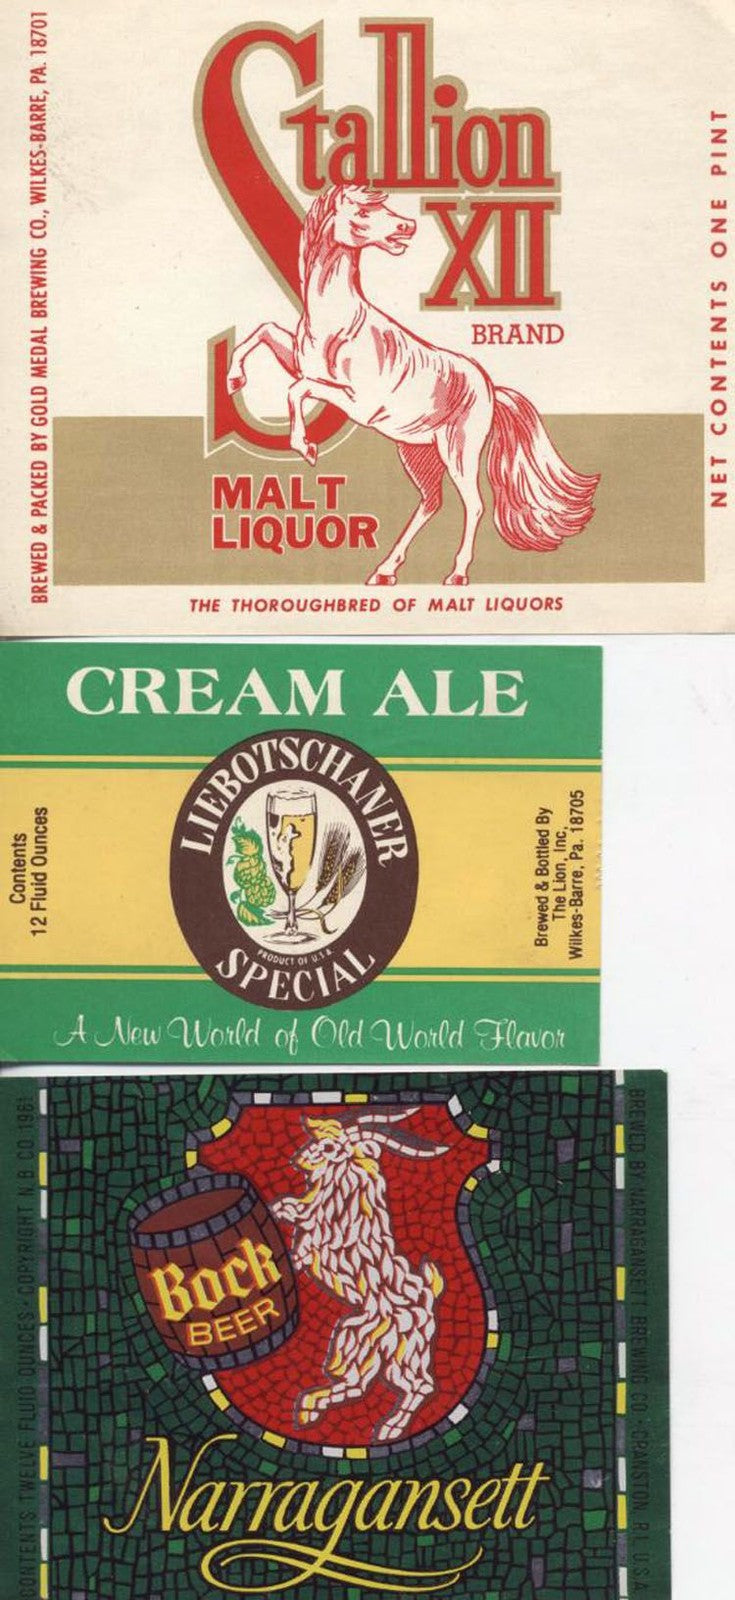 BREWED & PACKED BY GOLD MEDAL BREWING CO., WILKES-BARRE, PA. 18701
Stallion
XII
BRAND
MALT
LIQUOR
THE THOROUGHBRED OF MALT LIQUORS
NET CONTENTS ONE PINT
CREAM ALE
Contents
12 Fluid Ounces
LIEBOTSCHANER
PRODUCT OF U.S.A.
SPECIAL
Brewed & Bottled By
The Lion, Inc.
Wilkes-Barre, Pa. 18705
A New World of Old World Flavor
CONTENTS TWELVE FLUID OUNCES • COPYRIGHT N B CO 1961
Bock
BEER
Narragansett
BREWED BY NARRAGANSETT BREWING CO • CRANSTON, R.I., U.S.A.